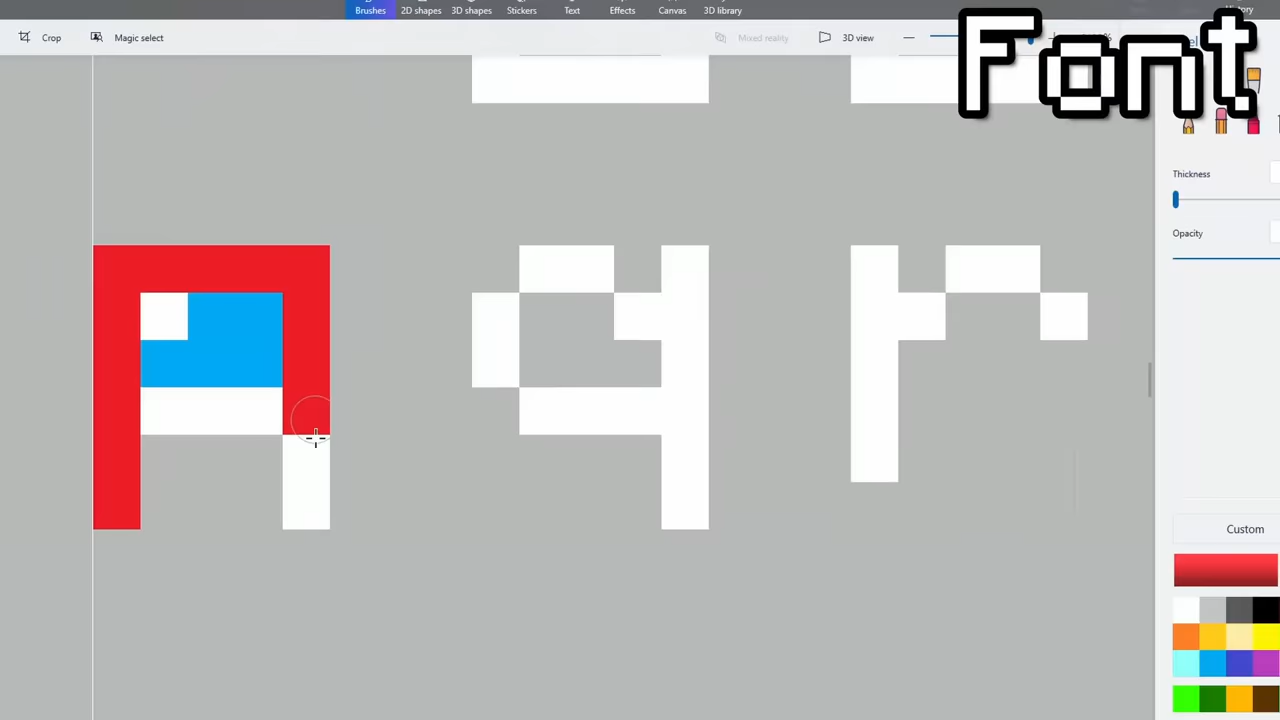 Brushes 2D shapes 3D shapes Stickers Text Effects Canvas 3D library History
Crop Magic select Mixed reality 3D view
Font
Thickness
Opacity
q r
Custom